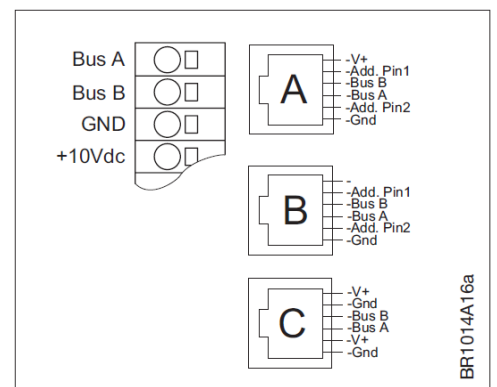 Bus A
Bus B
GND
+10Vdc
A
-V+
-Add. Pin1
-Bus B
-Bus A
-Add. Pin2
-Gnd
B
-
-Add. Pin1
-Bus B
-Bus A
-Add. Pin2
-Gnd
C
-V+
-Gnd
-Bus B
-Bus A
-V+
-Gnd
BR1014A16a